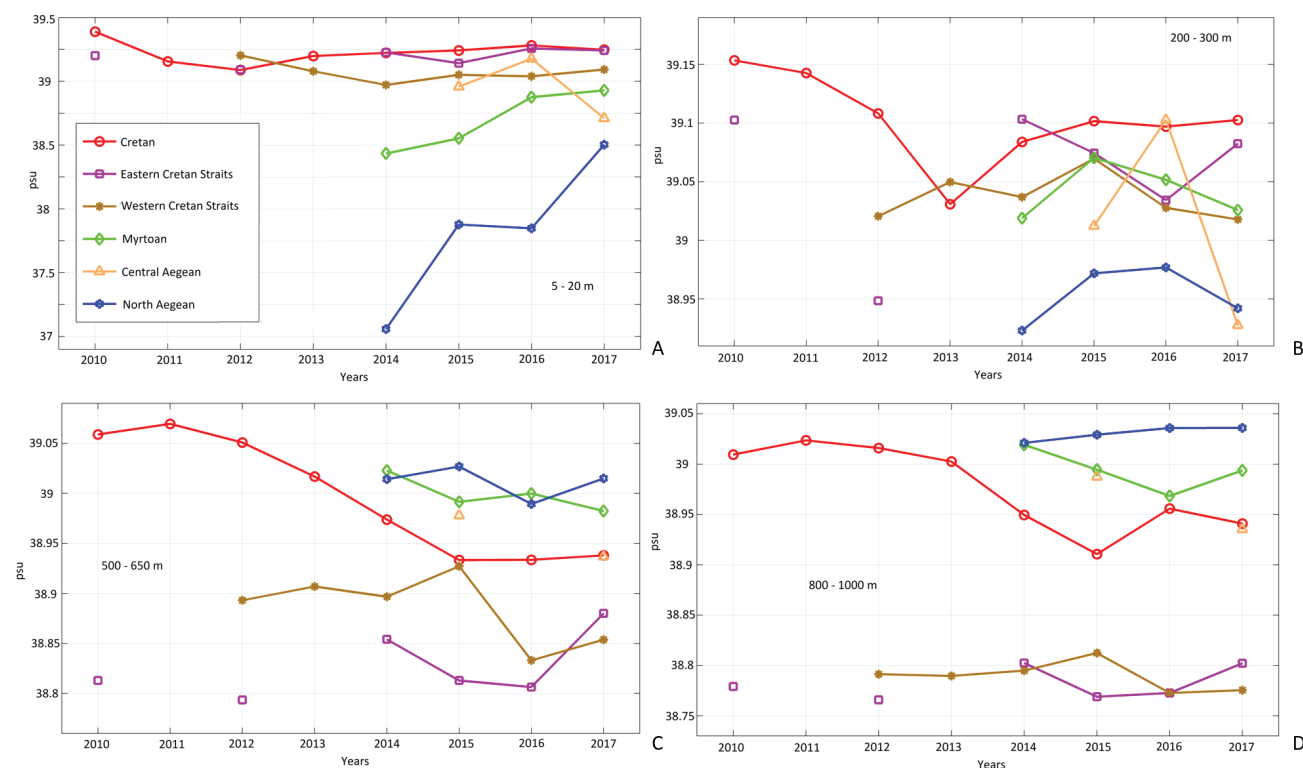 39.5
39
38.5
38
37.5
37
psu
Cretan
Eastern Cretan Straits
Western Cretan Straits
Myrtoan
Central Aegean
North Aegean
5 - 20 m
2010 2011 2012 2013 2014 2015 2016 2017
Years
A
200 - 300 m
39.15
39.1
39.05
39
38.95
psu
2010 2011 2012 2013 2014 2015 2016 2017
Years
B
39.05
39
38.95
38.9
38.85
38.8
psu
500 - 650 m
2010 2011 2012 2013 2014 2015 2016 2017
Years
C
39.05
39
38.95
38.9
38.85
38.8
38.75
psu
800 - 1000 m
2010 2011 2012 2013 2014 2015 2016 2017
Years
D